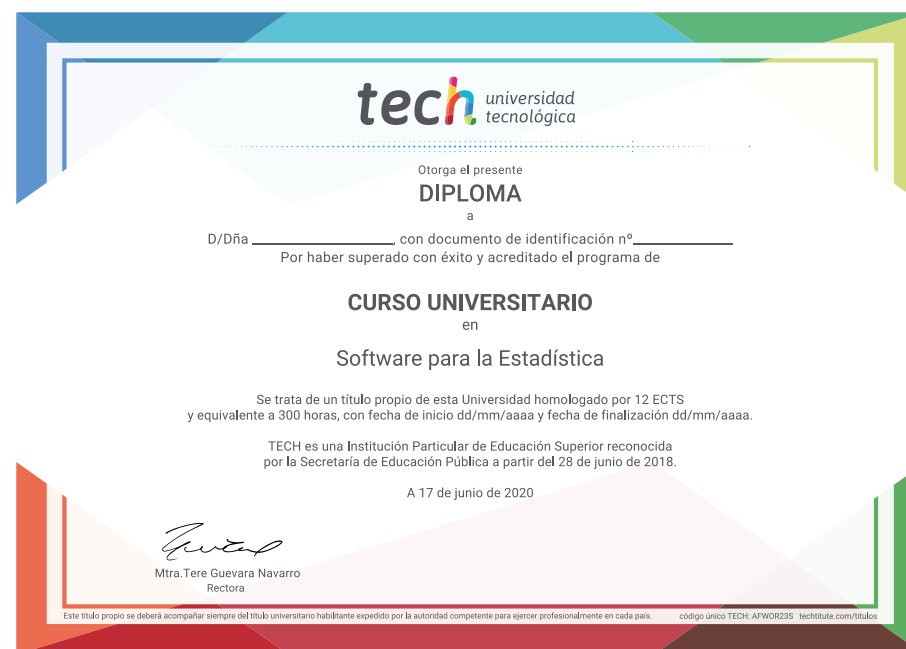 tech universidad
tecnológica
Otorga el presente
DIPLOMA
a
D/Dña ____________________, con documento de identificación nº______________
Por haber superado con éxito y acreditado el programa de
CURSO UNIVERSITARIO
en
Software para la Estadística
Se trata de un título propio de esta Universidad homologado por 12 ECTS
y equivalente a 300 horas, con fecha de inicio dd/mm/aaaa y fecha de finalización dd/mm/aaaa.
TECH es una Institución Particular de Educación Superior reconocida
por la Secretaría de Educación Pública a partir del 28 de junio de 2018.
A 17 de junio de 2020
Mtra.Tere Guevara Navarro
Rectora
Este título propio se deberá acompañar siempre del título universitario habilitante expedido por la autoridad competente para ejercer profesionalmente en cada país. código único TECH: AFWOR23S techtitute.com/titulos